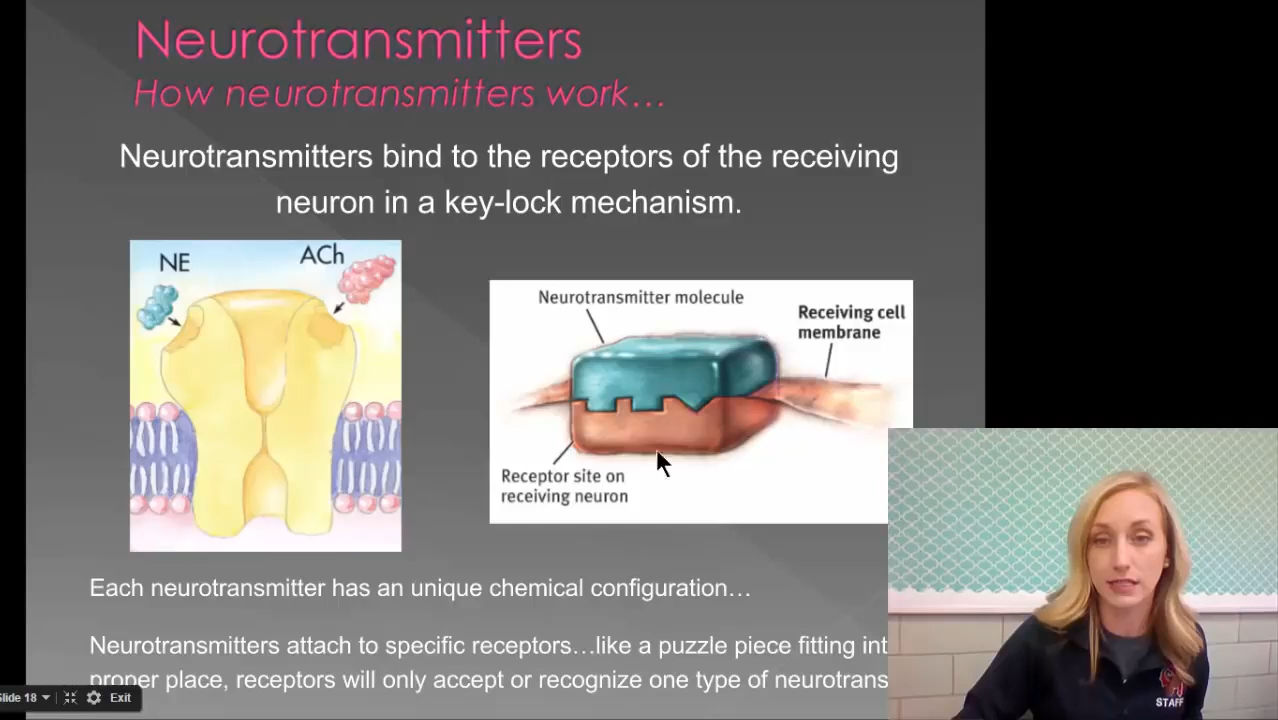 Neurotransmitters
How neurotransmitters work…
Neurotransmitters bind to the receptors of the receiving
neuron in a key-lock mechanism.
NE
ACh
Neurotransmitter molecule
Receiving cell
membrane
Receptor site on
receiving neuron
Each neurotransmitter has an unique chemical configuration…
Neurotransmitters attach to specific receptors…like a puzzle piece fitting int
proper place, receptors will only accept or recognize one type of neurotrans
Slide 18
Exit
STAFF